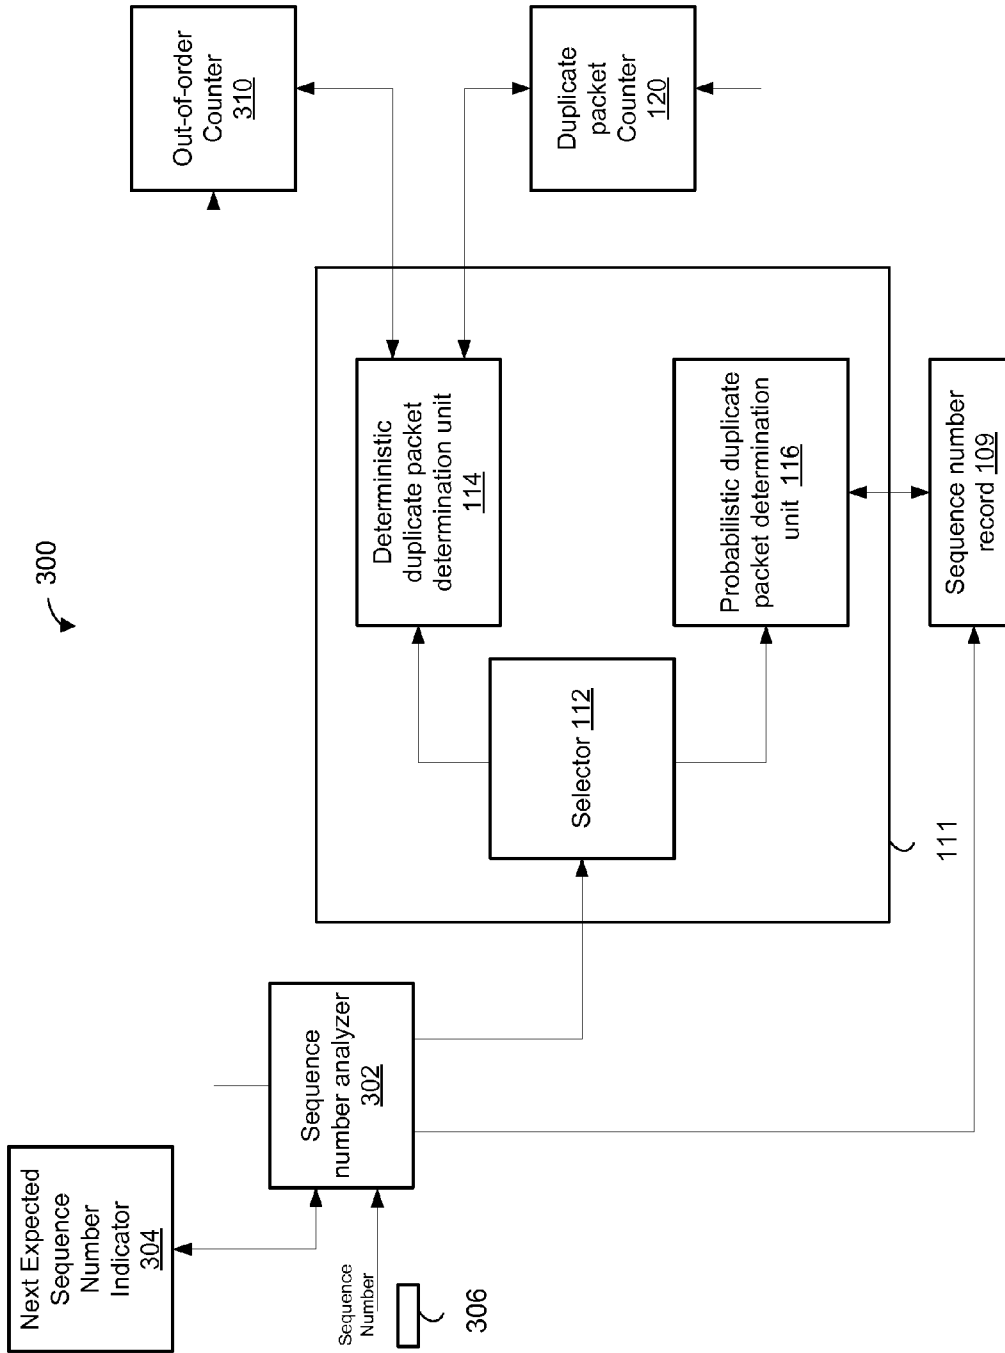 300
Next Expected
Sequence
Number
Indicator
304
Sequence
Number
306
Sequence
number analyzer
302
Selector 112
Deterministic
duplicate packet
determination unit
114
Probabilistic duplicate
packet determination
unit 116
111
Sequence number
record 109
Out-of-order
Counter
310
Duplicate
packet
Counter
120